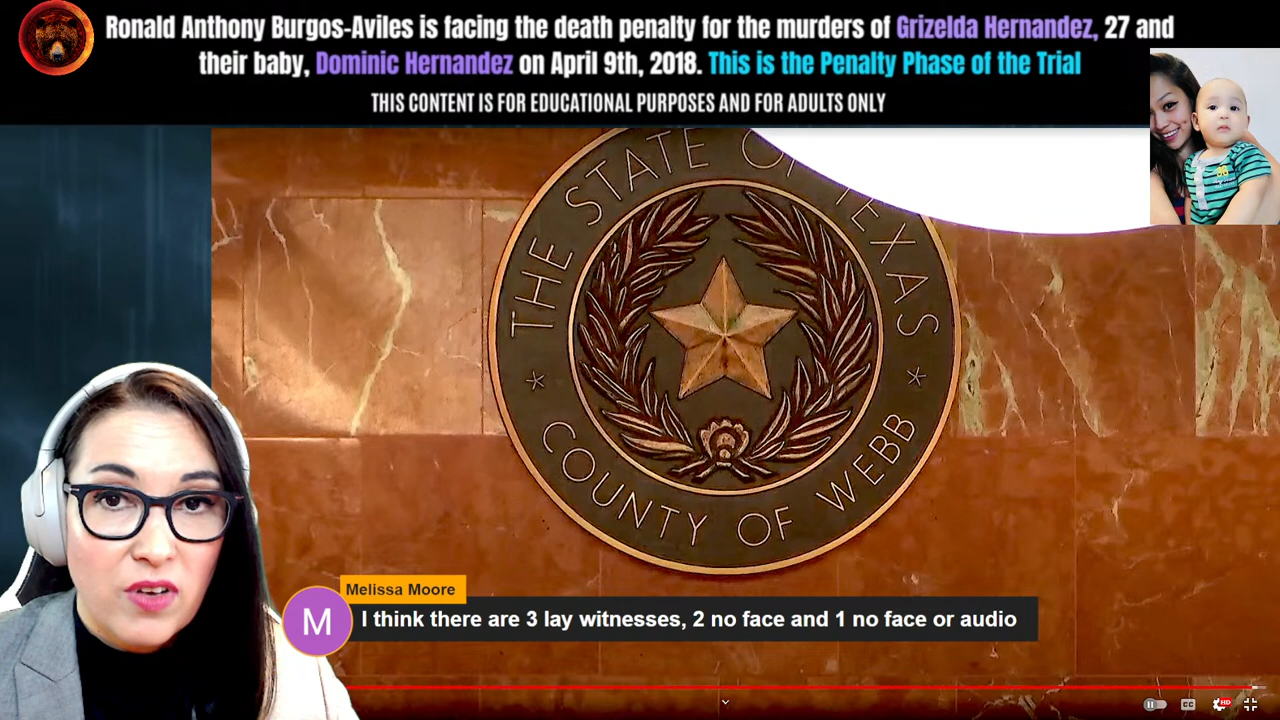 Ronald Anthony Burgos-Aviles is facing the death penalty for the murders of Grizelda Hernandez, 27 and
their baby, Dominic Hernandez on April 9th, 2018. This is the Penalty Phase of the Trial
THIS CONTENT IS FOR EDUCATIONAL PURPOSES AND FOR ADULTS ONLY
THE STATE OF TEXAS
COUNTY OF WEBB
Melissa Moore
M
I think there are 3 lay witnesses, 2 no face and 1 no face or audio
CC
HD